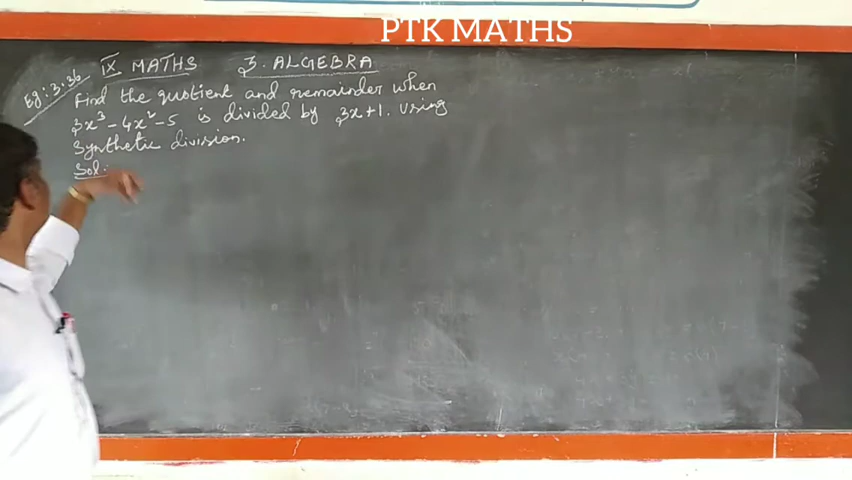 PTK MATHS
IX MATHS 3. ALGEBRA
Eg: 3.36
Find the quotient and remainder when
3x³ - 4x² - 5 is divided by 3x+1. using
Synthetic division.
Sol: